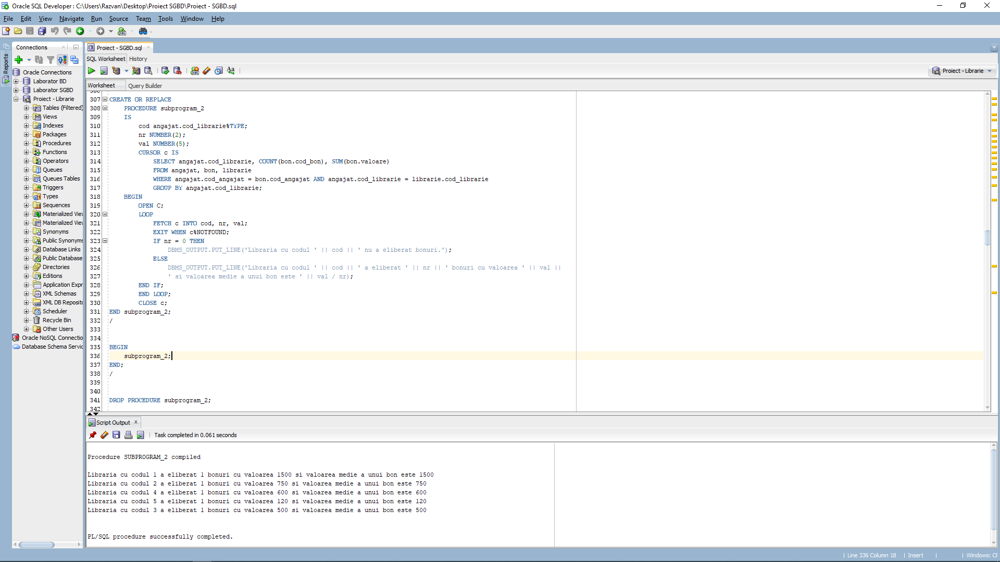 Oracle SQL Developer : C:\Users\Razvan\Desktop\Proiect SGBD\Proiect - SGBD.sql
File Edit View Navigate Run Source Team Tools Window Help
Reports
Connections
Oracle Connections
Laborator BD
Laborator SGBD
Proiect - Librarie
Tables (Filtered)
Views
Indexes
Packages
Procedures
Functions
Operators
Queues
Queues Tables
Triggers
Types
Sequences
Materialized Vie
Materialized Vie
Synonyms
Public Synonyms
Database Links
Public Database
Directories
Editions
Application Expr
XML Schemas
XML DB Reposito
Scheduler
Recycle Bin
Other Users
Oracle NoSQL Connectio
Database Schema Servic
Proiect - SGBD.sql
SQL Worksheet History
Proiect - Librarie
Worksheet Query Builder
306
307 CREATE OR REPLACE
308 PROCEDURE subprogram_2
309 IS
310 cod angajat.cod_librarie%TYPE;
311 nr NUMBER(2);
312 val NUMBER(5);
313 CURSOR c IS
314 SELECT angajat.cod_librarie, COUNT(bon.cod_bon), SUM(bon.valoare)
315 FROM angajat, bon, librarie
316 WHERE angajat.cod_angajat = bon.cod_angajat AND angajat.cod_librarie = librarie.cod_librarie
317 GROUP BY angajat.cod_librarie;
318 BEGIN
319 OPEN C;
320 LOOP
321 FETCH c INTO cod, nr, val;
322 EXIT WHEN c%NOTFOUND;
323 IF nr = 0 THEN
324 DBMS_OUTPUT.PUT_LINE('Libraria cu codul ' || cod || ' nu a eliberat bonuri.');
325 ELSE
326 DBMS_OUTPUT.PUT_LINE('Libraria cu codul ' || cod || ' a eliberat ' || nr || ' bonuri cu valoarea ' || val ||
327 ' si valoarea medie a unui bon este ' || val / nr);
328 END IF;
329 END LOOP;
330 CLOSE c;
331 END subprogram_2;
332 /
333
334
335 BEGIN
336 subprogram_2;
337 END;
338 /
339
340
341 DROP PROCEDURE subprogram_2;
342
Script Output
Task completed in 0.061 seconds
Procedure SUBPROGRAM_2 compiled
Libraria cu codul 1 a eliberat 1 bonuri cu valoarea 1500 si valoarea medie a unui bon este 1500
Libraria cu codul 2 a eliberat 1 bonuri cu valoarea 750 si valoarea medie a unui bon este 750
Libraria cu codul 4 a eliberat 1 bonuri cu valoarea 600 si valoarea medie a unui bon este 600
Libraria cu codul 5 a eliberat 1 bonuri cu valoarea 120 si valoarea medie a unui bon este 120
Libraria cu codul 3 a eliberat 1 bonuri cu valoarea 500 si valoarea medie a unui bon este 500
PL/SQL procedure successfully completed.
Line 336 Column 18 Insert Windows: